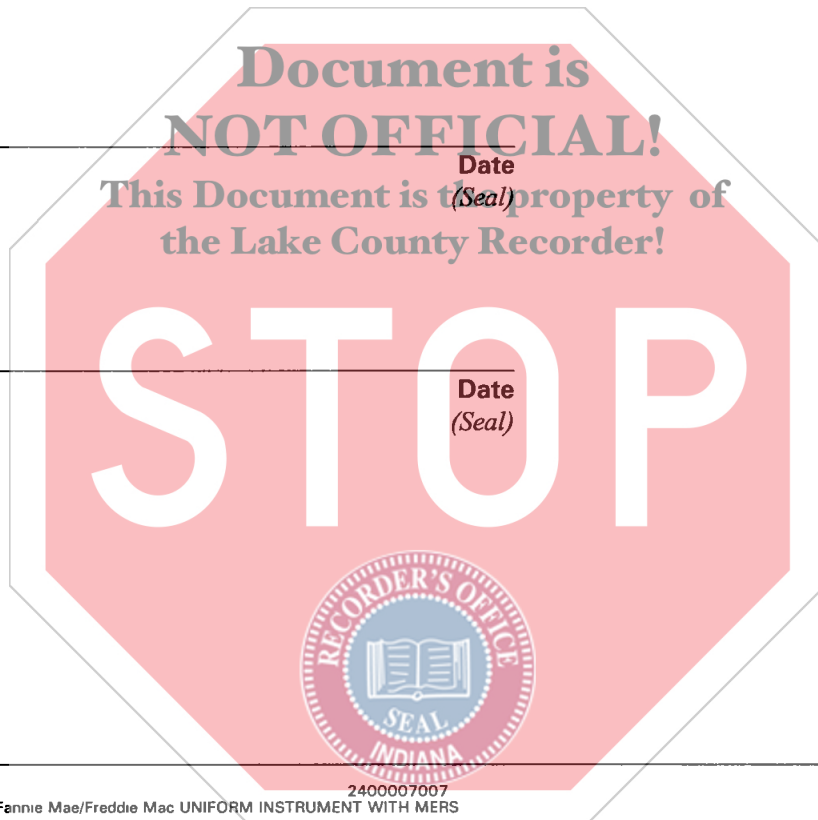 Document is
NOT OFFICIAL!
Date
This Document is the property of
(Seal)
the Lake County Recorder!
STOP
Date
(Seal)
RECORDER'S OFFICE
SEAL
INDIANA
2400007007
Fannie Mae/Freddie Mac UNIFORM INSTRUMENT WITH MERS